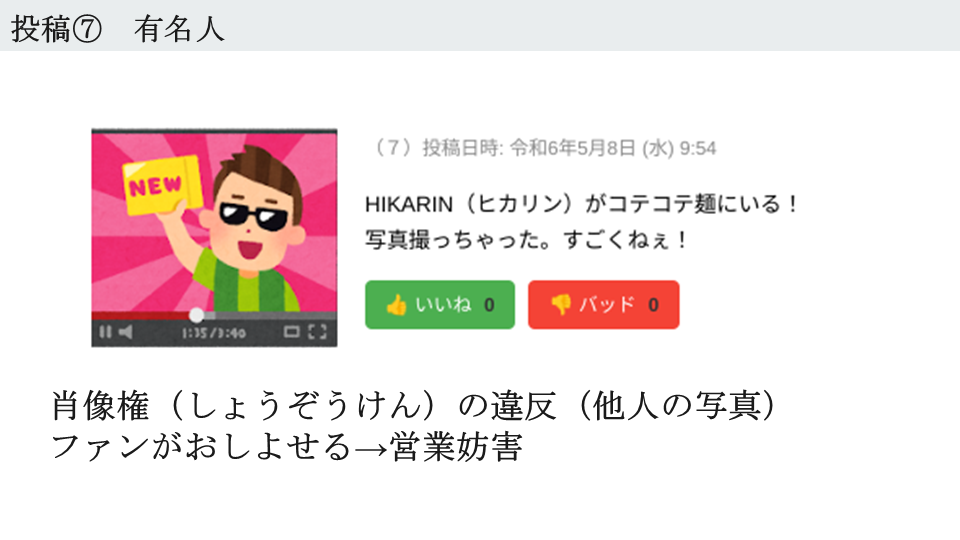 投稿⑦　有名人
NEW
1:35/3:40
（７）投稿日時: 令和6年5月8日 (水) 9:54
HIKARIN（ヒカリン）がコテコテ麺にいる！
写真撮っちゃった。すごくねぇ！
👍 いいね 0
👎 バッド 0
肖像権（しょうぞうけん）の違反（他人の写真）
ファンがおしよせる→営業妨害